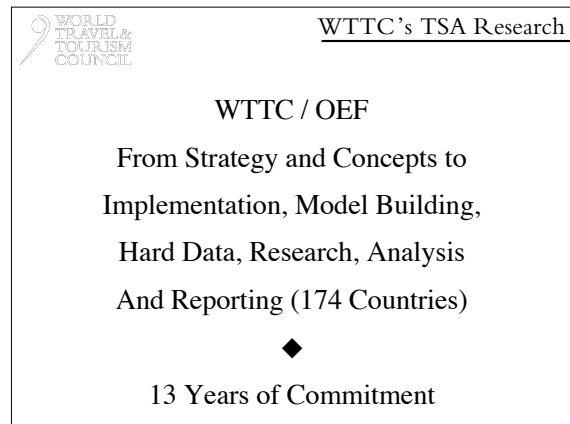 WORLD
TRAVEL&
TOURISM
COUNCIL
WTTC's TSA Research
WTTC / OEF
From Strategy and Concepts to
Implementation, Model Building,
Hard Data, Research, Analysis
And Reporting (174 Countries)
13 Years of Commitment